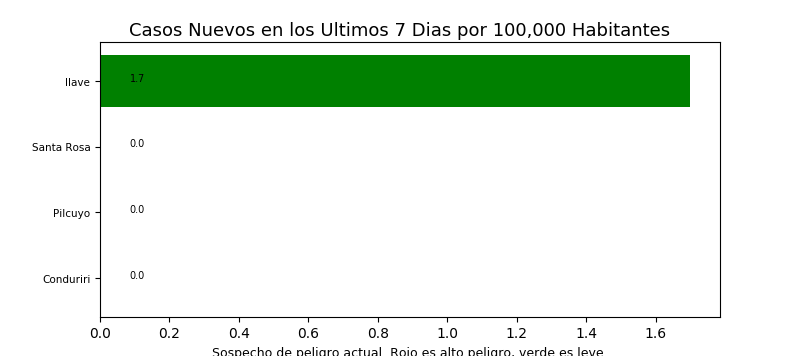 Casos Nuevos en los Ultimos 7 Dias por 100,000 Habitantes
Ilave
1.7
Santa Rosa
0.0
Pilcuyo
0.0
Conduriri
0.0
0.0 0.2 0.4 0.6 0.8 1.0 1.2 1.4 1.6
Sospecho de peligro actual. Rojo es alto peligro, verde es leve